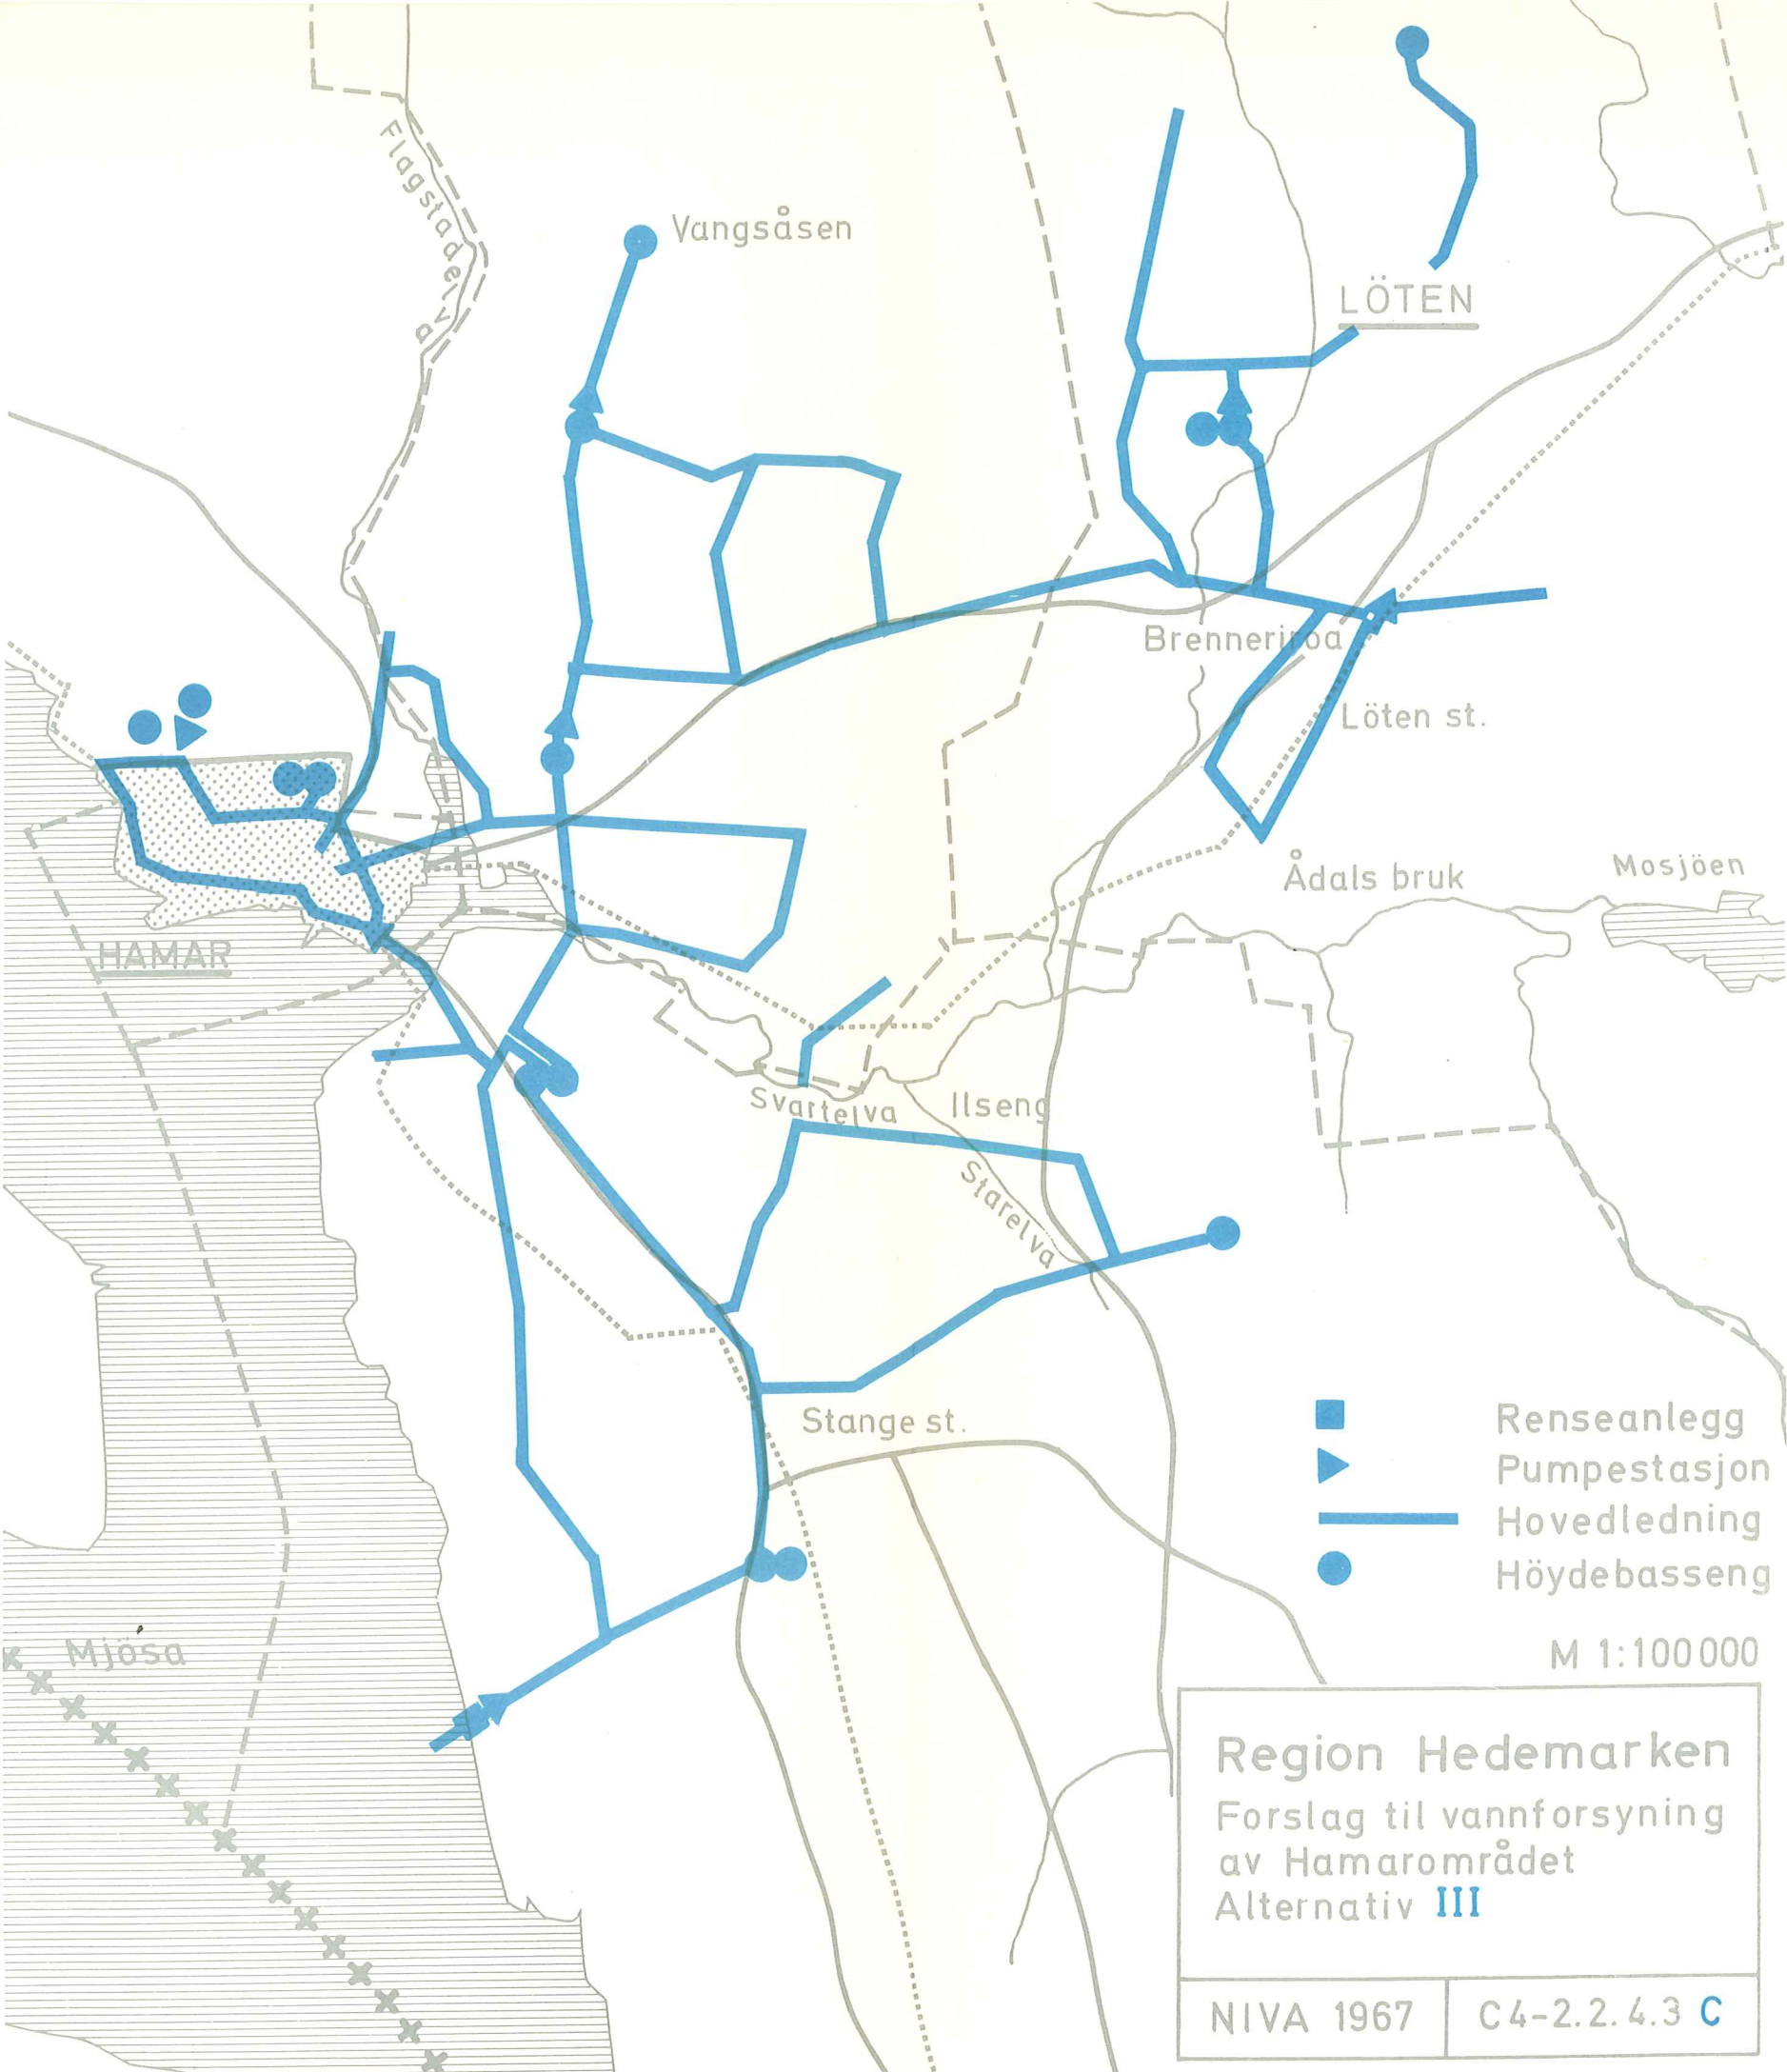 Flagstadelva
Vangsåsen
LÖTEN
Brenneriroa
Löten st.
Ådals bruk
Mosjöen
HAMAR
Svartelva
Ilseng
Starelva
Stange st.
Renseanlegg
Pumpestasjon
Hovedledning
Höydebasseng
Mjösa
M 1:100000
Region Hedemarken
Forslag til vannforsyning
av Hamarområdet
Alternativ III
NIVA 1967
C4-2.2.4.3 C